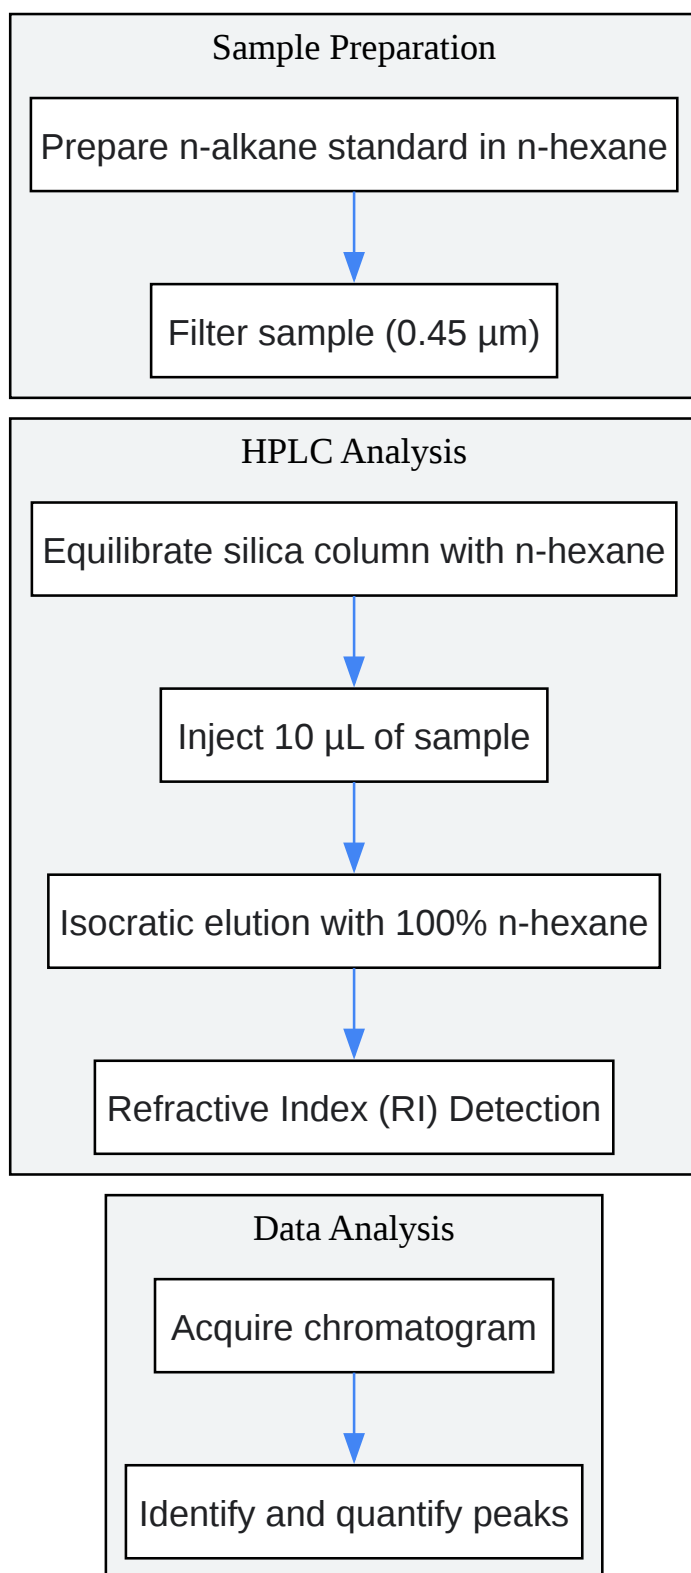 Sample Preparation
Prepare n-alkane standard in n-hexane
Filter sample (0.45 µm)
HPLC Analysis
Equilibrate silica column with n-hexane
Inject 10 µL of sample
Isocratic elution with 100% n-hexane
Refractive Index (RI) Detection
Data Analysis
Acquire chromatogram
Identify and quantify peaks